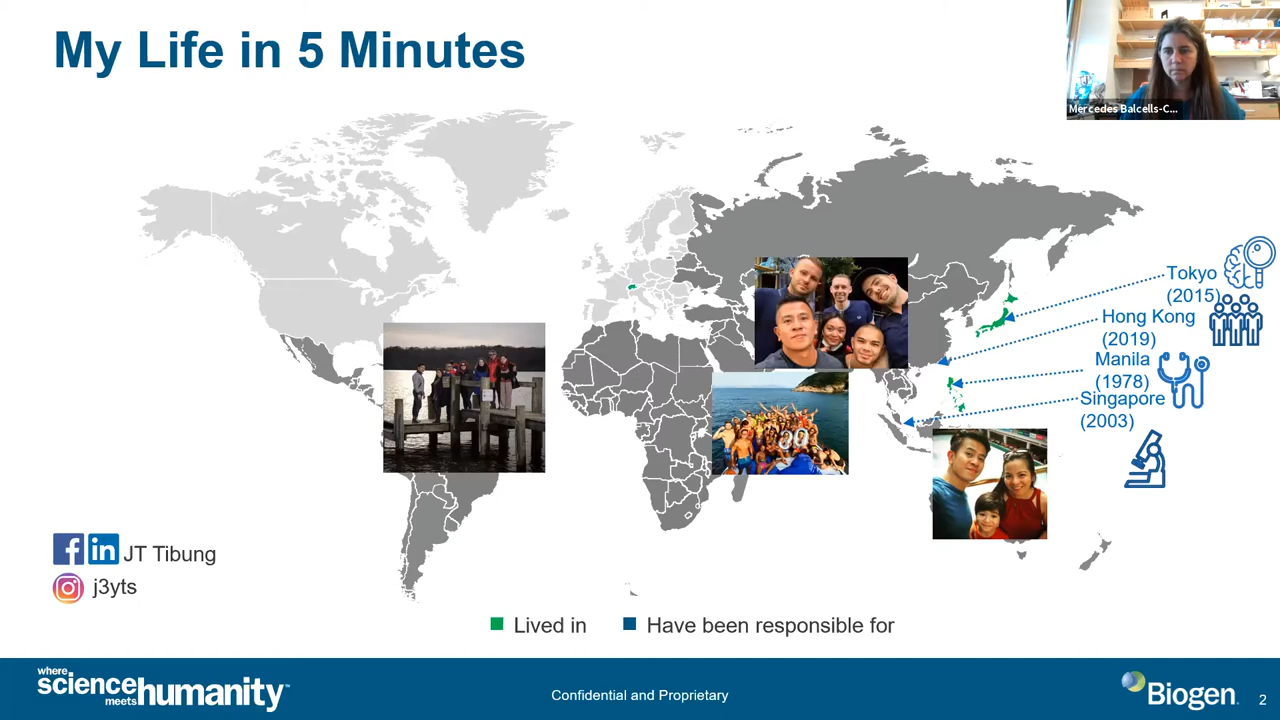 My Life in 5 Minutes
Mercedes Balcells-C...
Tokyo
(2015)
Hong Kong
(2019)
Manila
(1978)
Singapore
(2003)
JT Tibung
j3yts
Lived in
Have been responsible for
where
science
meets
humanity™
Confidential and Proprietary
Biogen
2